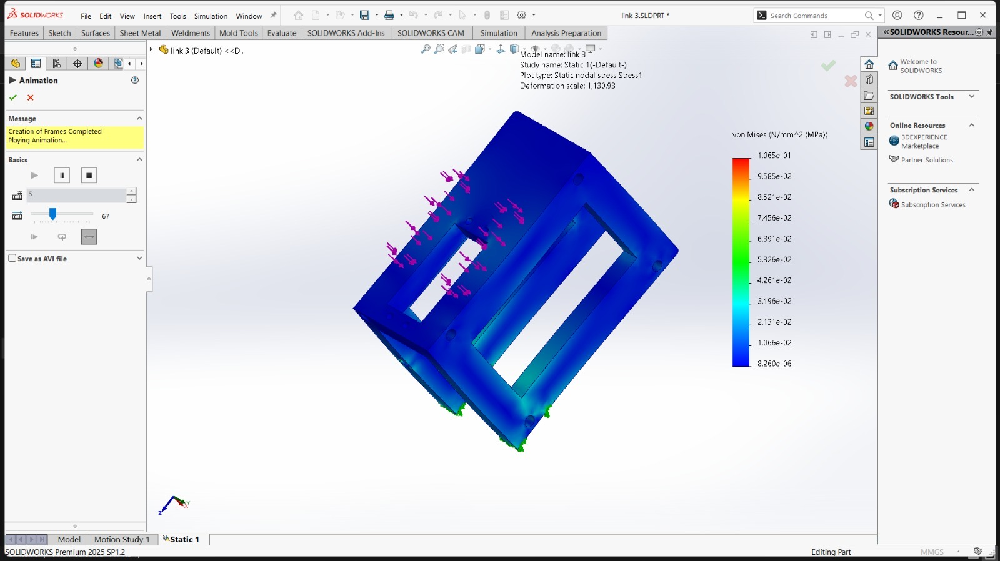 SOLIDWORKS File Edit View Insert Tools Simulation Window link 3.SLDPRT * Search Commands
Features Sketch Surfaces Sheet Metal Weldments Mold Tools Evaluate SOLIDWORKS Add-Ins SOLIDWORKS CAM Simulation Analysis Preparation
SOLIDWORKS Resour...
link 3 (Default) <<D...
Animation
Message
Creation of Frames Completed
Playing Animation...
Basics
5
67
Save as AVI file
Model name: link 3
Study name: Static 1(-Default-)
Plot type: Static nodal stress Stress1
Deformation scale: 1,130.93
von Mises (N/mm^2 (MPa))
1.065e-01
9.585e-02
8.521e-02
7.456e-02
6.391e-02
5.326e-02
4.261e-02
3.196e-02
2.131e-02
1.066e-02
8.260e-06
Y
X
Z
Welcome to
SOLIDWORKS
SOLIDWORKS Tools
Online Resources
3DEXPERIENCE
Marketplace
Partner Solutions
Subscription Services
Subscription Services
Model Motion Study 1 Static 1
SOLIDWORKS Premium 2025 SP1.2 Editing Part MMGS